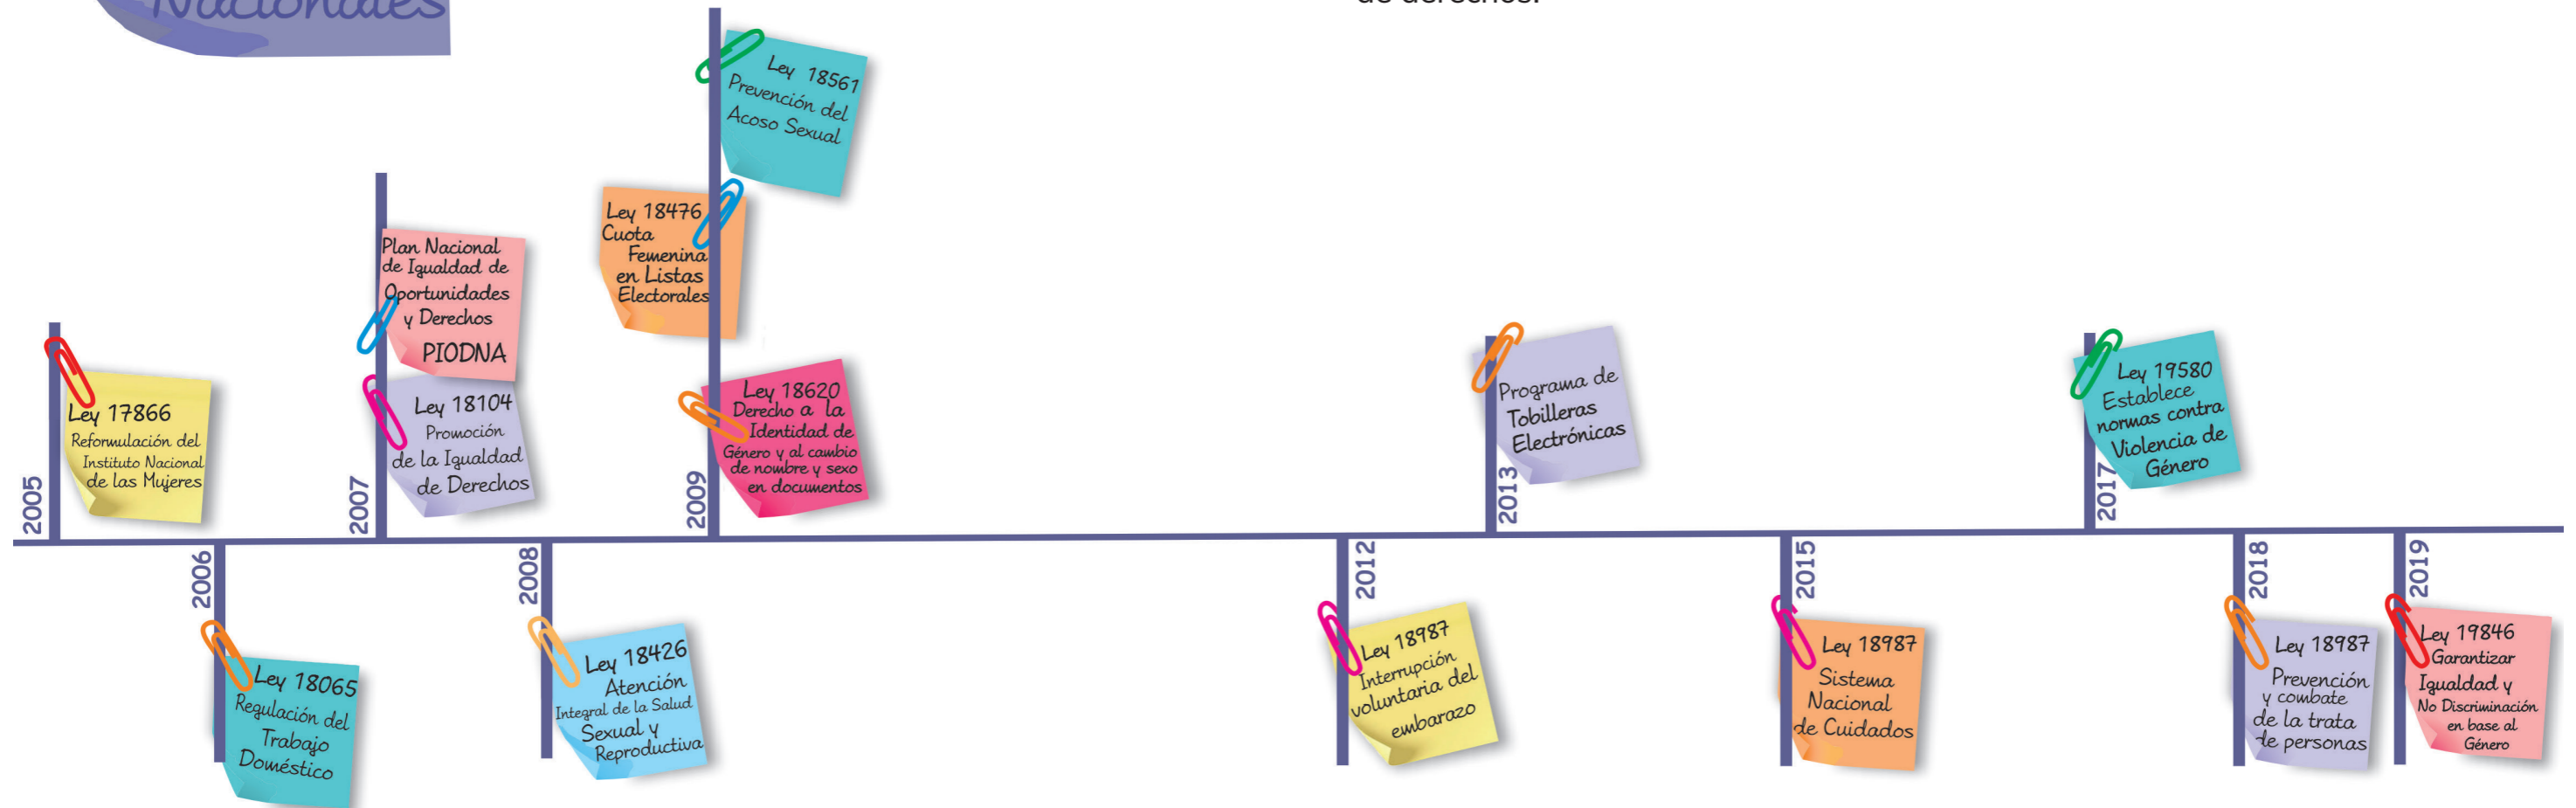 Nacionales
de derechos.
2005
Ley 17866
Reformulación del
Instituto Nacional
de las Mujeres
2006
Ley 18065
Regulación del
Trabajo
Doméstico
2007
Plan Nacional
de Igualdad de
Oportunidades
y Derechos
PIODNA
Ley 18104
Promoción
de la Igualdad
de Derechos
2008
Ley 18426
Atención
Integral de la Salud
Sexual y
Reproductiva
2009
Ley 18561
Prevención del
Acoso Sexual
Ley 18476
Cuota
Femenina
en Listas
Electorales
Ley 18620
Derecho a la
Identidad de
Género y al cambio
de nombre y sexo
en documentos
2012
Ley 18987
Interrupción
voluntaria del
embarazo
2013
Programa de
Tobilleras
Electrónicas
2015
Ley 18987
Sistema
Nacional
de Cuidados
2017
Ley 19580
Establece
normas contra
Violencia de
Género
2018
Ley 18987
Prevención
y combate
de la trata
de personas
2019
Ley 19846
Garantizar
Igualdad y
No Discriminación
en base al
Género